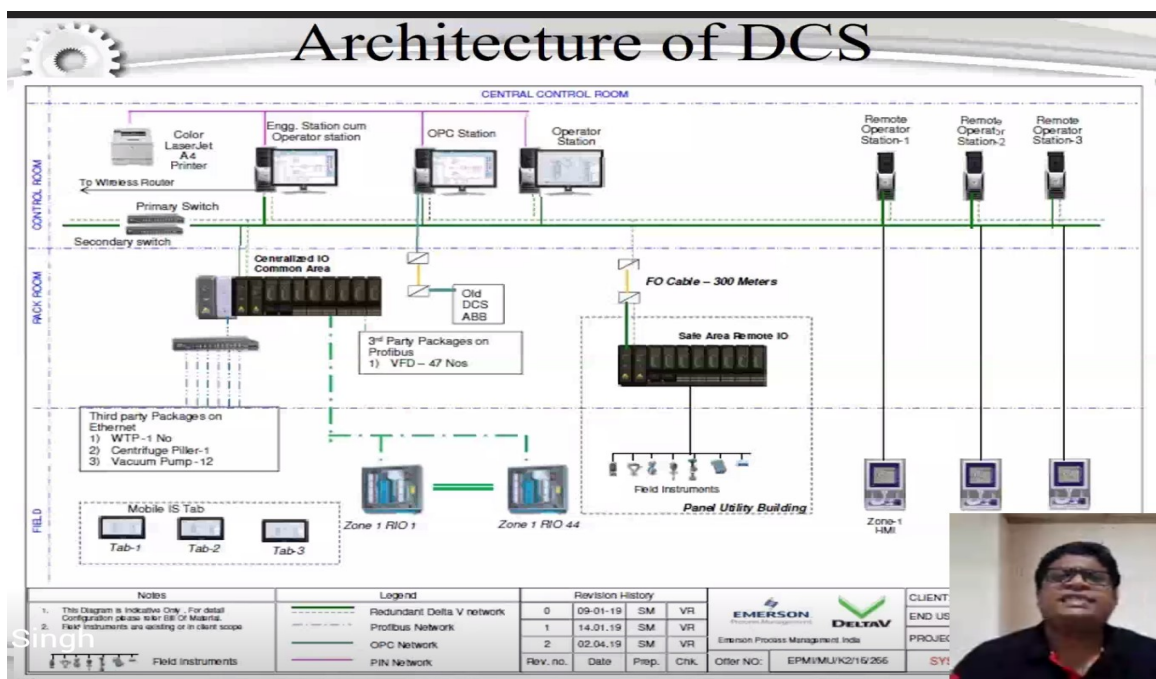 Architecture of DCS
CENTRAL CONTROL ROOM
CONTROL ROOM
Color
LaserJet
A4
Printer
Engg. Station cum
Operator station
OPC Station
Operator
Station
Remote
Operator
Station-1
Remote
Operator
Station-2
Remote
Operator
Station-3
To Wireless Router
Primary Switch
Secondary switch
RACK ROOM
Centralized IO
Common Area
Old
DCS
ABB
FO Cable – 300 Meters
3rd Party Packages on
Profibus
1) VFD – 47 Nos
Safe Area Remote IO
FIELD
Third party Packages on
Ethernet
1) WTP-1 No
2) Centrifuge Piller-1
3) Vacuum Pump-12
Field Instruments
Panel Utility Building
Mobile IS Tab
Tab-1
Tab-2
Tab-3
Zone 1 RIO 1
Zone 1 RIO 44
Zone-1
HMI
Notes
1. This Diagram is Indicative Only , For detail
Configuration please refer Bill Of Material.
2. Field Instruments are existing or in client scope
Field Instruments
Singh
Legend
Redundant Delta V network
Profibus Network
OPC Network
PIN Network
Revision History
0 09-01-19 SM VR
1 14.01.19 SM VR
2 02.04.19 SM VR
Rev. no. Date Prep. Chk.
EMERSON
Process Management
DELTAV
Emerson Process Management India
Offer NO: EPMI/MU/K2/16/266
CLIENT:
END US
PROJEC
SYS